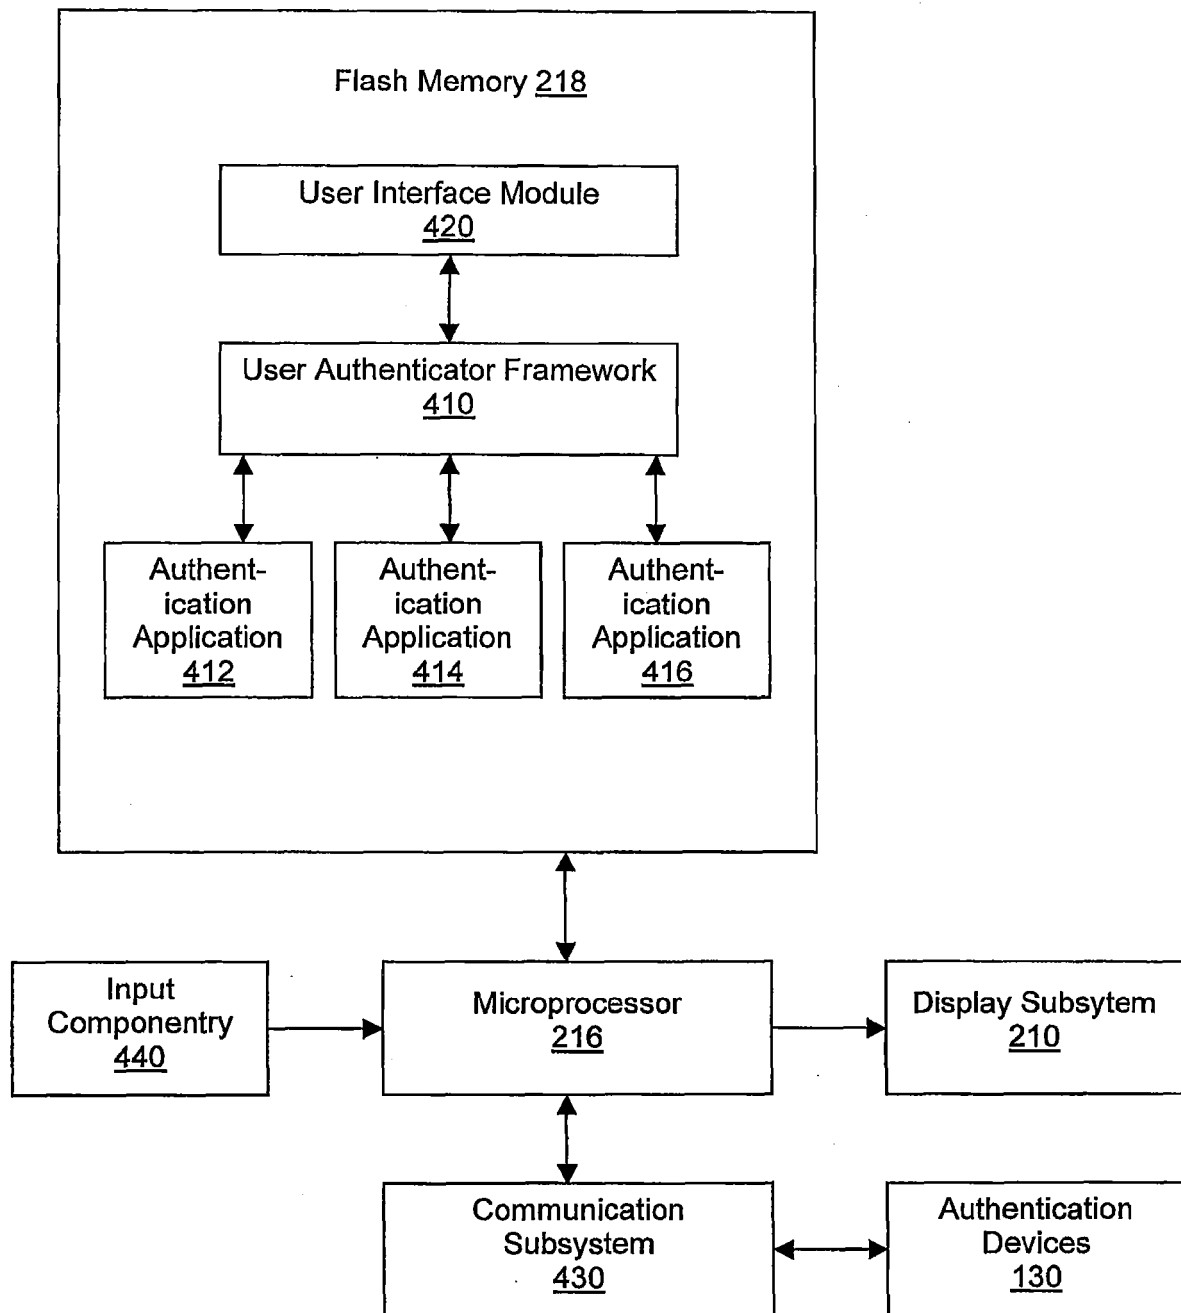 Flash Memory 218
User Interface Module
420
User Authenticator Framework
410
Authent-
ication
Application
412
Authent-
ication
Application
414
Authent-
ication
Application
416
Input
Componentry
440
Microprocessor
216
Display Subsytem
210
Communication
Subsystem
430
Authentication
Devices
130